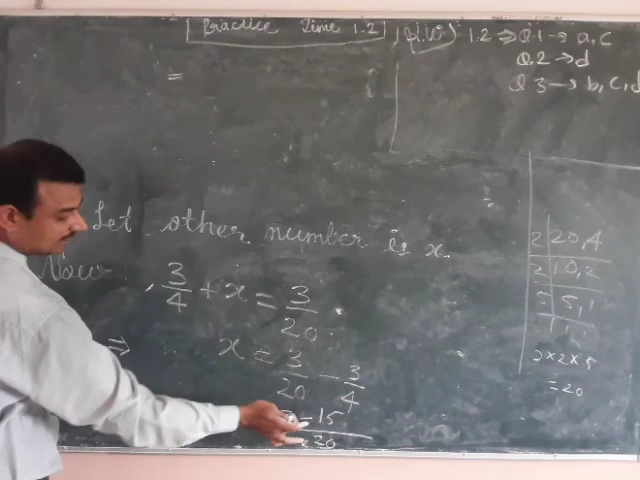 Practice Time 1.2
(H.W) 1.2 ⇒ Q.1 → a, c
Q.2 → d
Q 3 → b, c, d
=
Let other number is x.
Now
3/4 + x = 3/20
⇒ x = 3/20 - 3/4
- 15
20
2 | 20, 4
2 | 10, 2
5 | 5, 1
1, 1
2 × 2 × 5
= 20